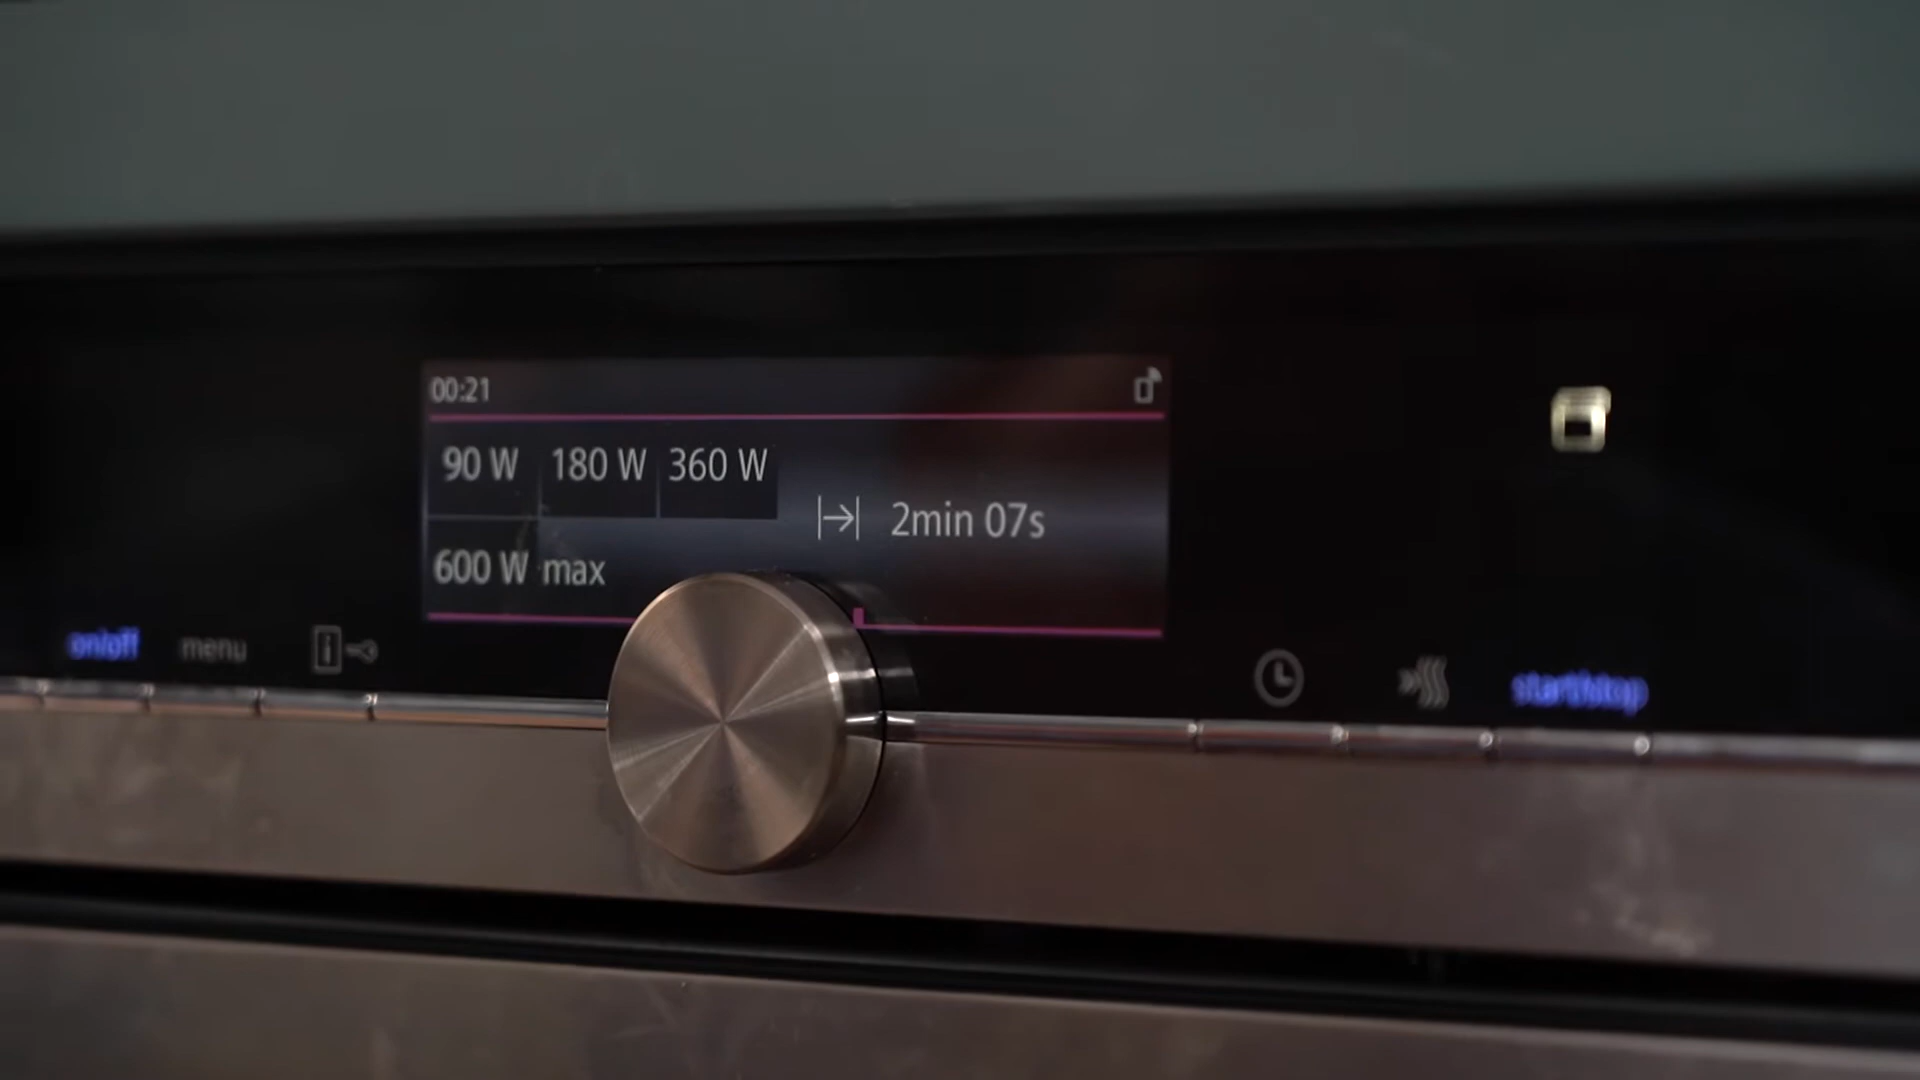 00:21
90 W 180 W 360 W
2min 07s
600 W max
on/off menu i
start/stop